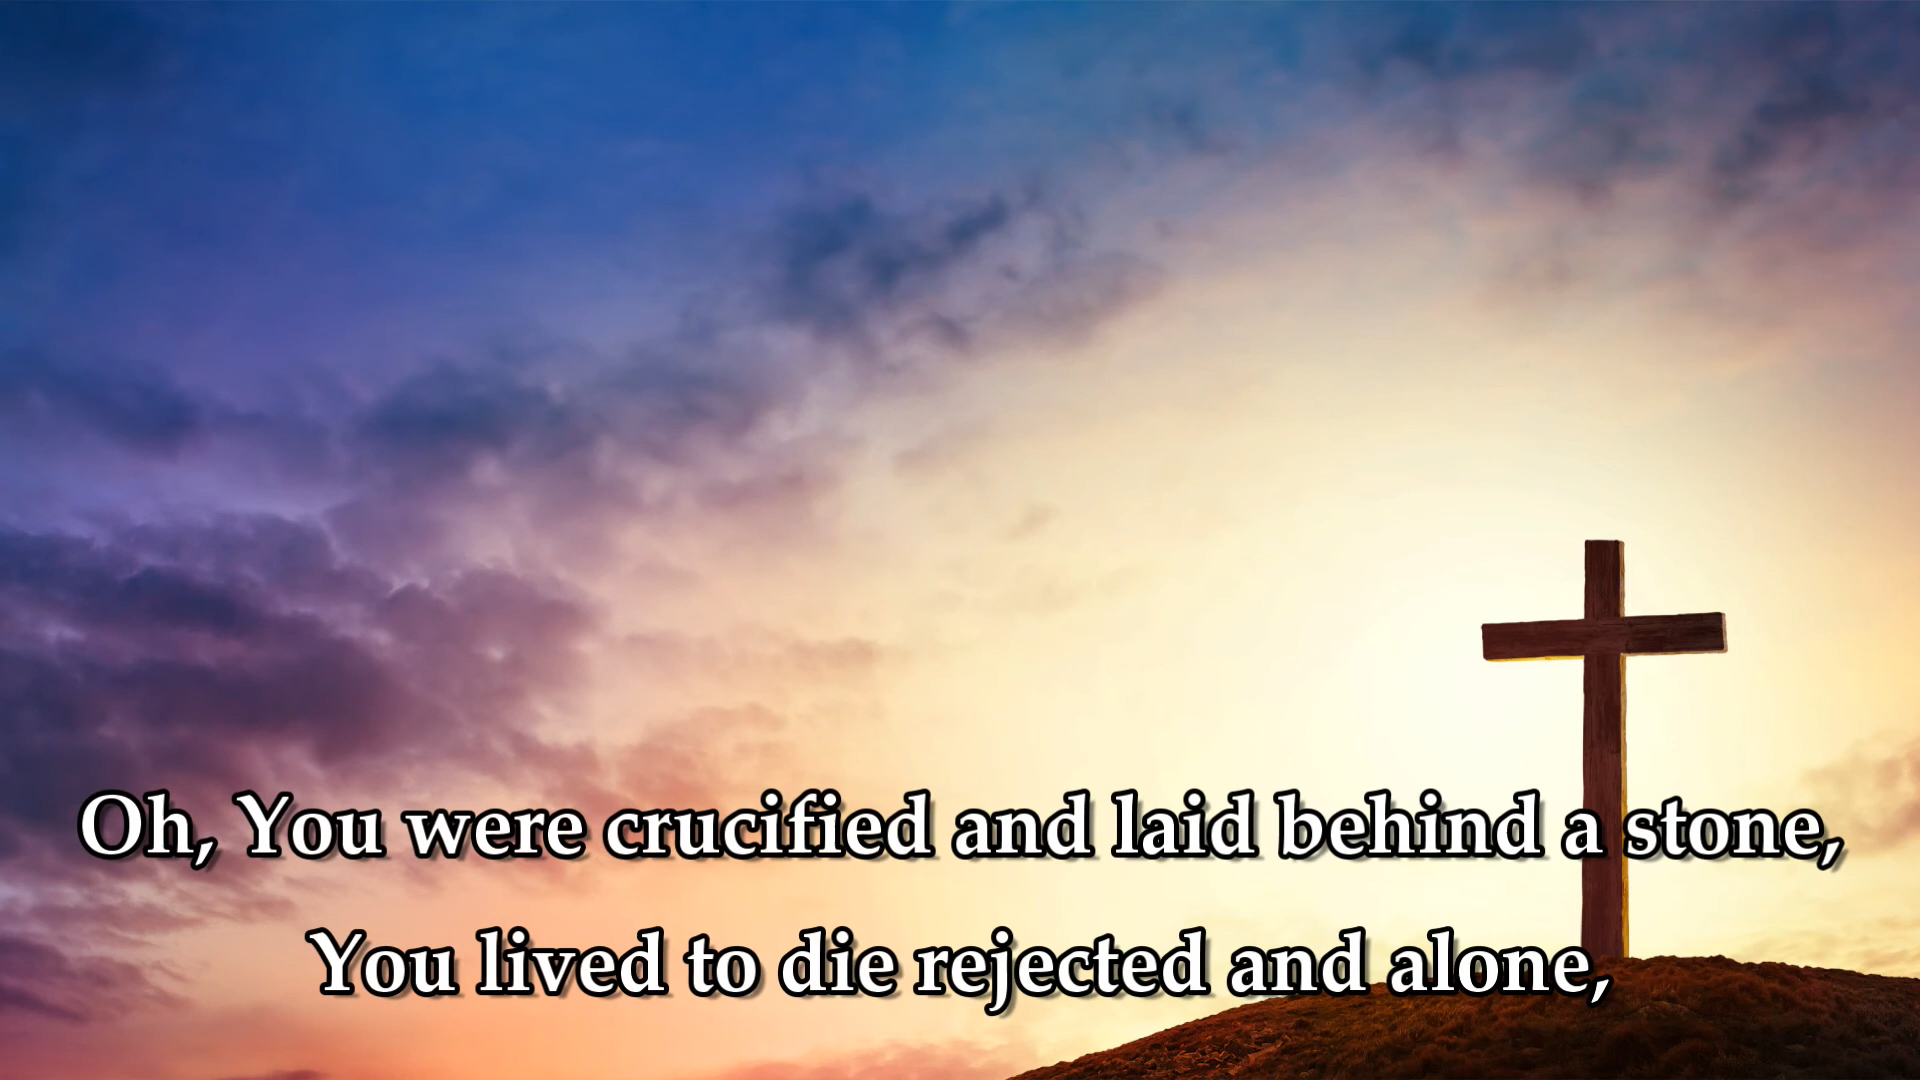 Oh, You were crucified and laid behind a stone,
You lived to die rejected and alone,